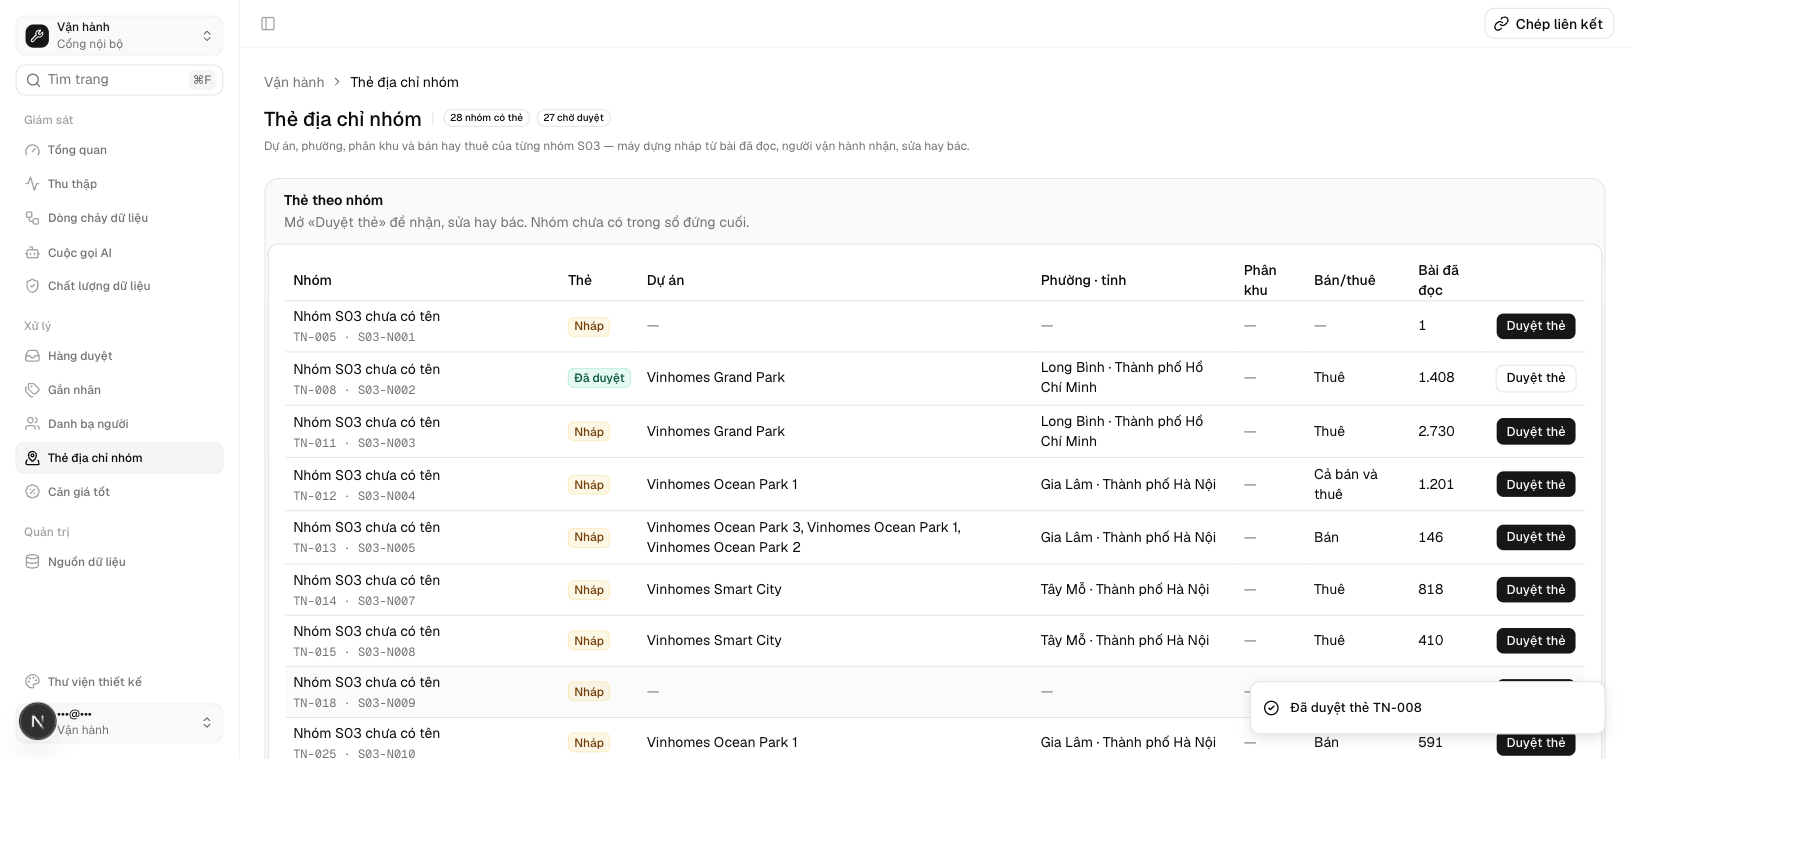 Vận hành
Cổng nội bộ
Tìm trang
⌘F
Giám sát
Tổng quan
Thu thập
Dòng chảy dữ liệu
Cuộc gọi AI
Chất lượng dữ liệu
Xử lý
Hàng duyệt
Gắn nhãn
Danh bạ người
Thẻ địa chỉ nhóm
Căn giá tốt
Quản trị
Nguồn dữ liệu
Thư viện thiết kế
N
•••@•••
Vận hành
Chép liên kết
Vận hành > Thẻ địa chỉ nhóm
Thẻ địa chỉ nhóm
28 nhóm có thẻ
27 chờ duyệt
Dự án, phường, phân khu và bán hay thuê của từng nhóm S03 — máy dựng nháp từ bài đã đọc, người vận hành nhận, sửa hay bác.
Thẻ theo nhóm
Mở «Duyệt thẻ» để nhận, sửa hay bác. Nhóm chưa có trong sổ đứng cuối.
Nhóm Thẻ Dự án Phường · tỉnh Phân khu Bán/thuê Bài đã đọc
Nhóm S03 chưa có tên
TN-005 · S03-N001
Nháp — — — — 1 Duyệt thẻ
Nhóm S03 chưa có tên
TN-008 · S03-N002
Đã duyệt Vinhomes Grand Park Long Bình · Thành phố Hồ Chí Minh — Thuê 1.408 Duyệt thẻ
Nhóm S03 chưa có tên
TN-011 · S03-N003
Nháp Vinhomes Grand Park Long Bình · Thành phố Hồ Chí Minh — Thuê 2.730 Duyệt thẻ
Nhóm S03 chưa có tên
TN-012 · S03-N004
Nháp Vinhomes Ocean Park 1 Gia Lâm · Thành phố Hà Nội — Cả bán và thuê 1.201 Duyệt thẻ
Nhóm S03 chưa có tên
TN-013 · S03-N005
Nháp Vinhomes Ocean Park 3, Vinhomes Ocean Park 1, Vinhomes Ocean Park 2 Gia Lâm · Thành phố Hà Nội — Bán 146 Duyệt thẻ
Nhóm S03 chưa có tên
TN-014 · S03-N007
Nháp Vinhomes Smart City Tây Mỗ · Thành phố Hà Nội — Thuê 818 Duyệt thẻ
Nhóm S03 chưa có tên
TN-015 · S03-N008
Nháp Vinhomes Smart City Tây Mỗ · Thành phố Hà Nội — Thuê 410 Duyệt thẻ
Nhóm S03 chưa có tên
TN-018 · S03-N009
Nháp — — —
Đã duyệt thẻ TN-008
Nhóm S03 chưa có tên
TN-025 · S03-N010
Nháp Vinhomes Ocean Park 1 Gia Lâm · Thành phố Hà Nội — Bán 591 Duyệt thẻ